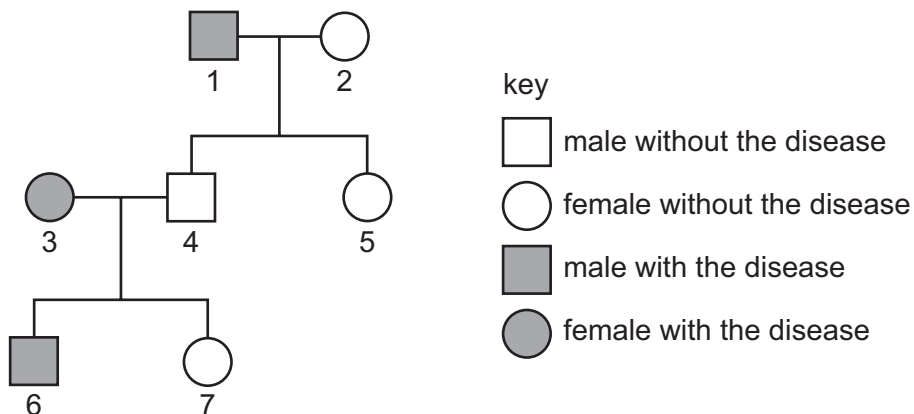 1 2
key
male without the disease
female without the disease
3 4 5
male with the disease
female with the disease
6 7